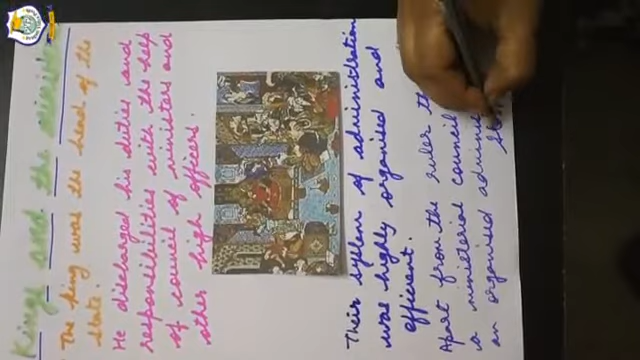 Kings and the
The king was the head of the
state.
He discharged his duties and
responsibilities with the help
of council of ministers and
other high officers.
Their system of administration
was highly organised and
efficient.
Apart from the ruler
a ministerial council
an organised